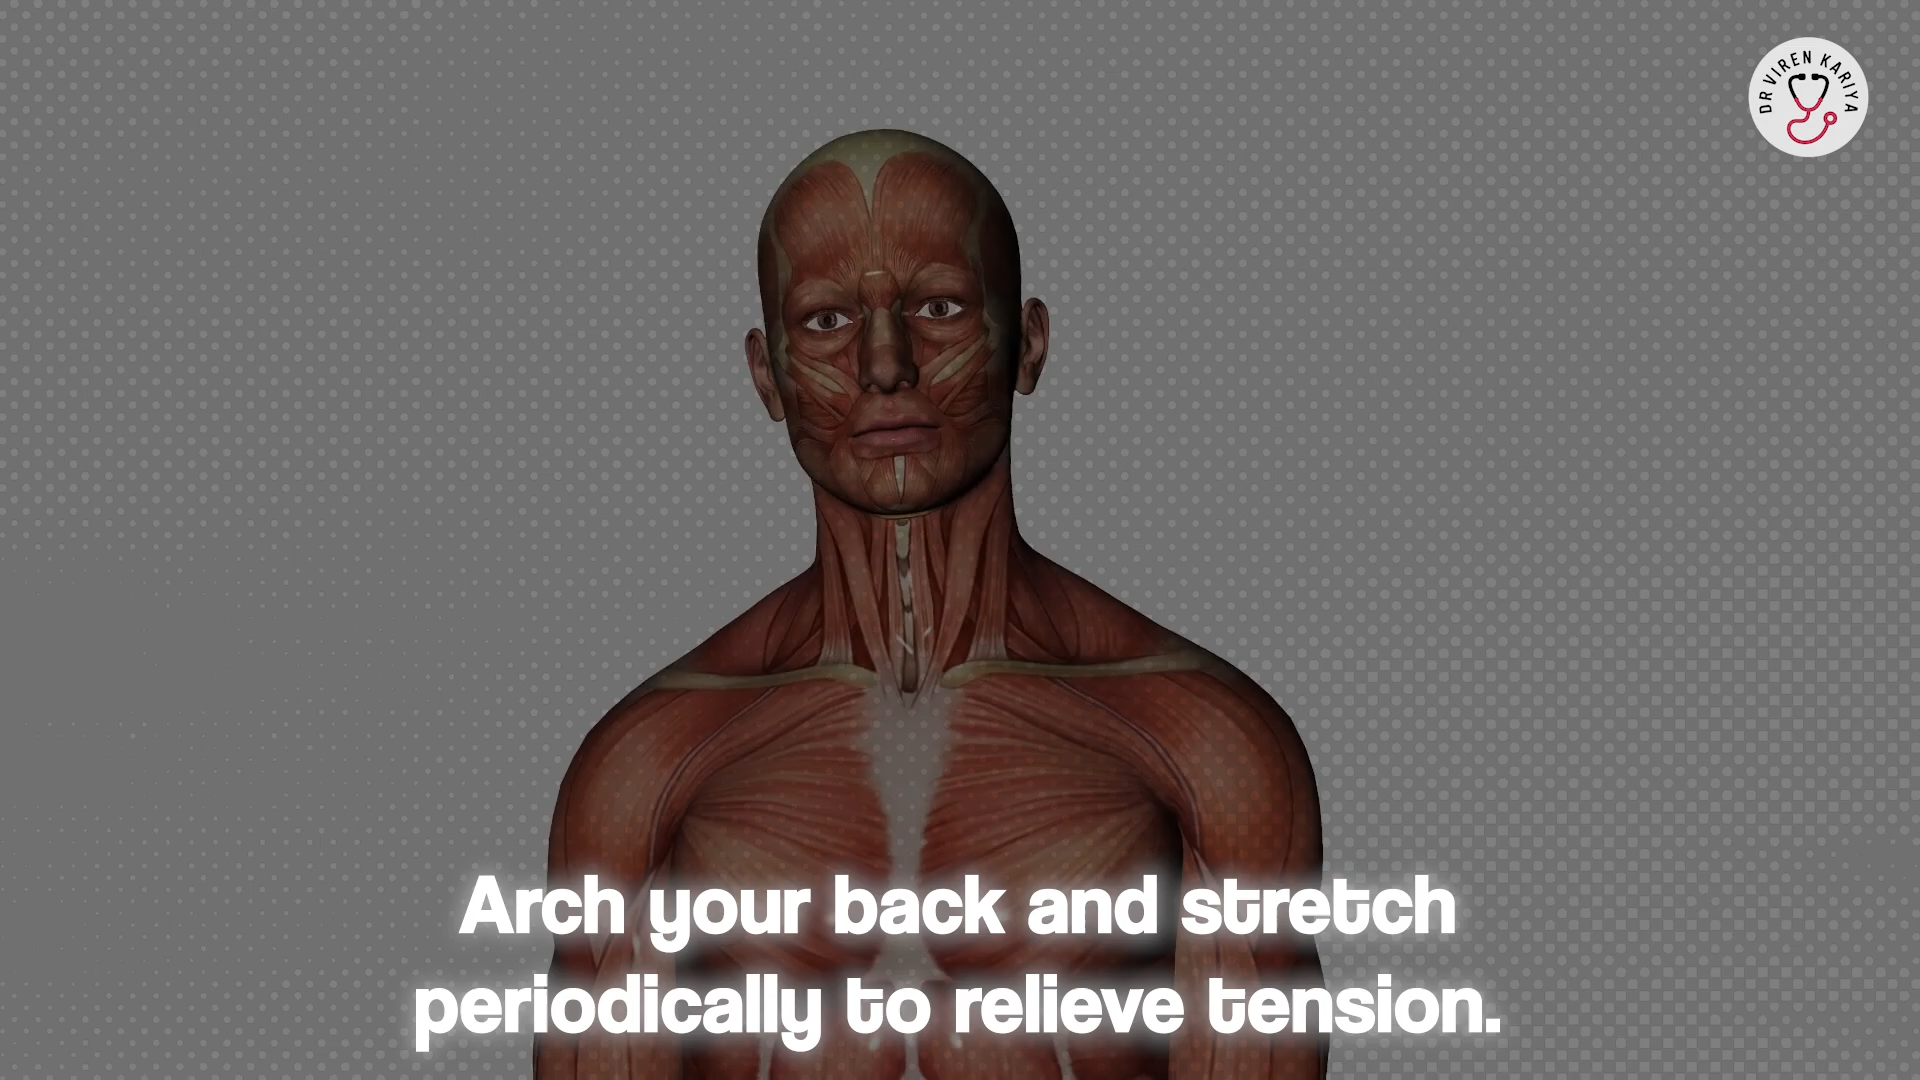 DR VIREN KARIYA
Arch your back and stretch
periodically to relieve tension.